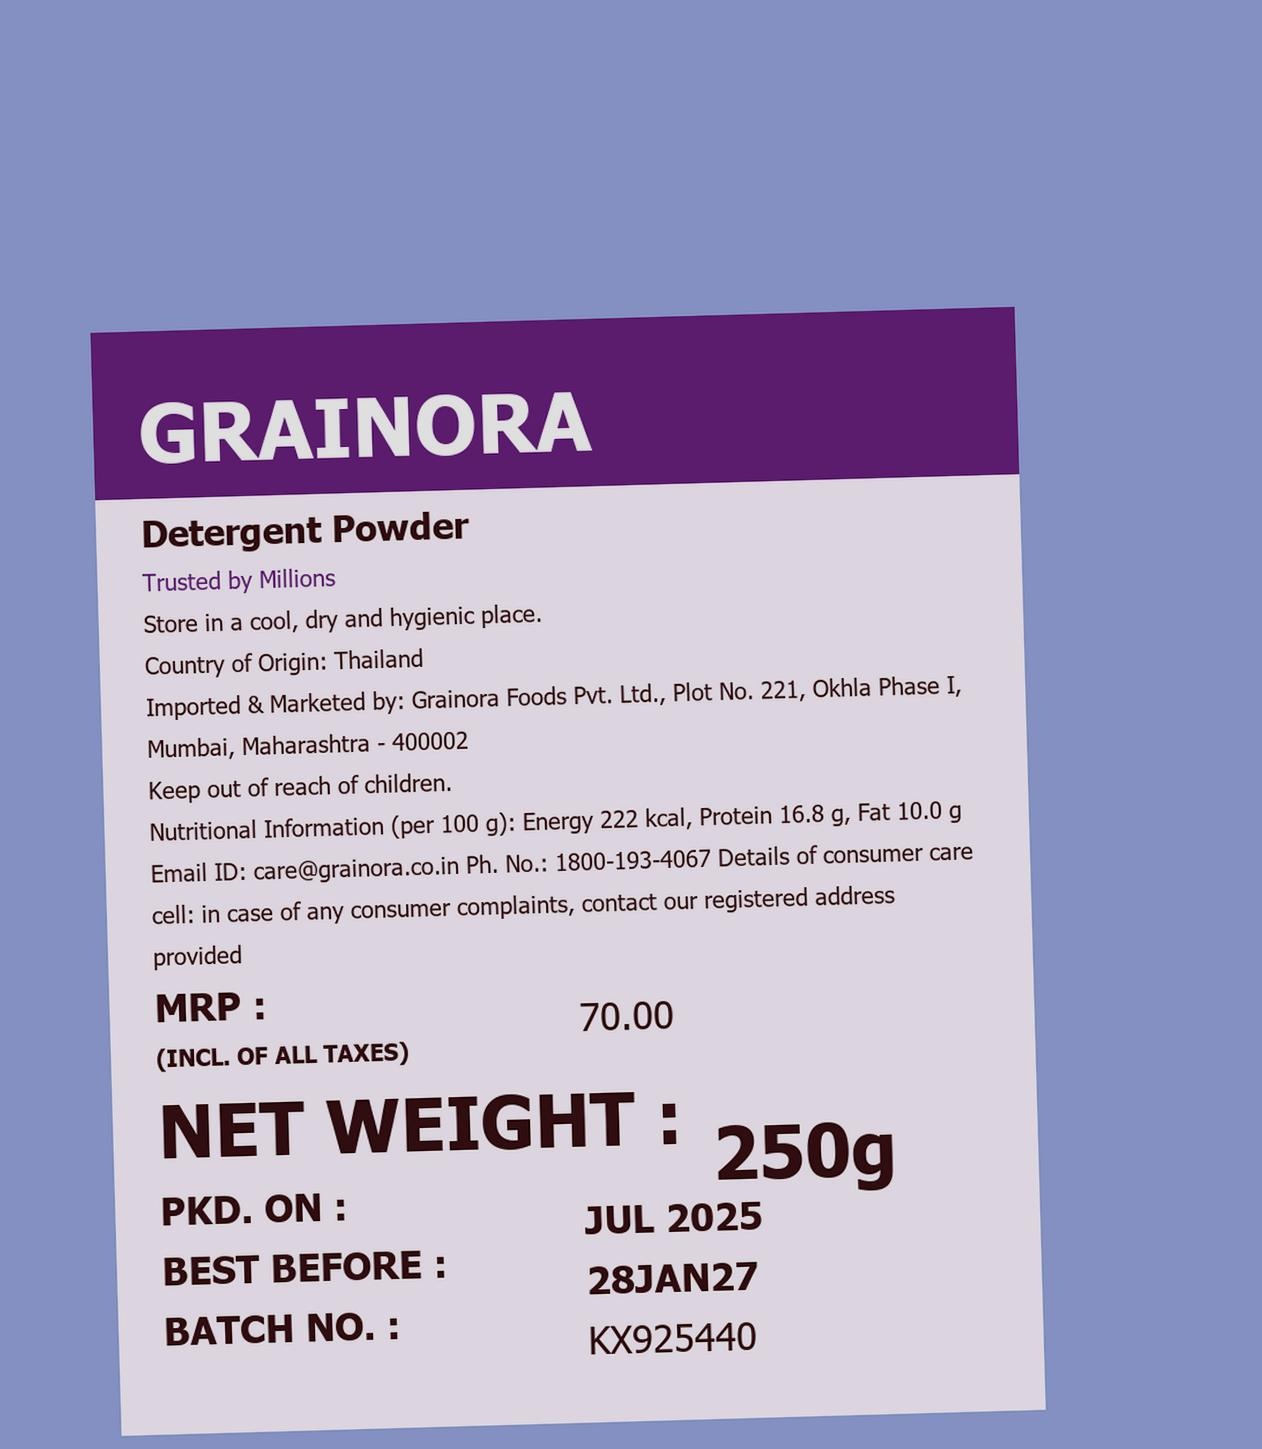 GRAINORA
Detergent Powder
Trusted by Millions
Store in a cool, dry and hygienic place.
Country of Origin: Thailand
Imported & Marketed by: Grainora Foods Pvt. Ltd., Plot No. 221, Okhla Phase I,
Mumbai, Maharashtra - 400002
Keep out of reach of children.
Nutritional Information (per 100 g): Energy 222 kcal, Protein 16.8 g, Fat 10.0 g
Email ID: care@grainora.co.in Ph. No.: 1800-193-4067 Details of consumer care
cell: in case of any consumer complaints, contact our registered address
provided
MRP : 70.00
(INCL. OF ALL TAXES)
NET WEIGHT : 250g
PKD. ON : JUL 2025
BEST BEFORE : 28JAN27
BATCH NO. : KX925440